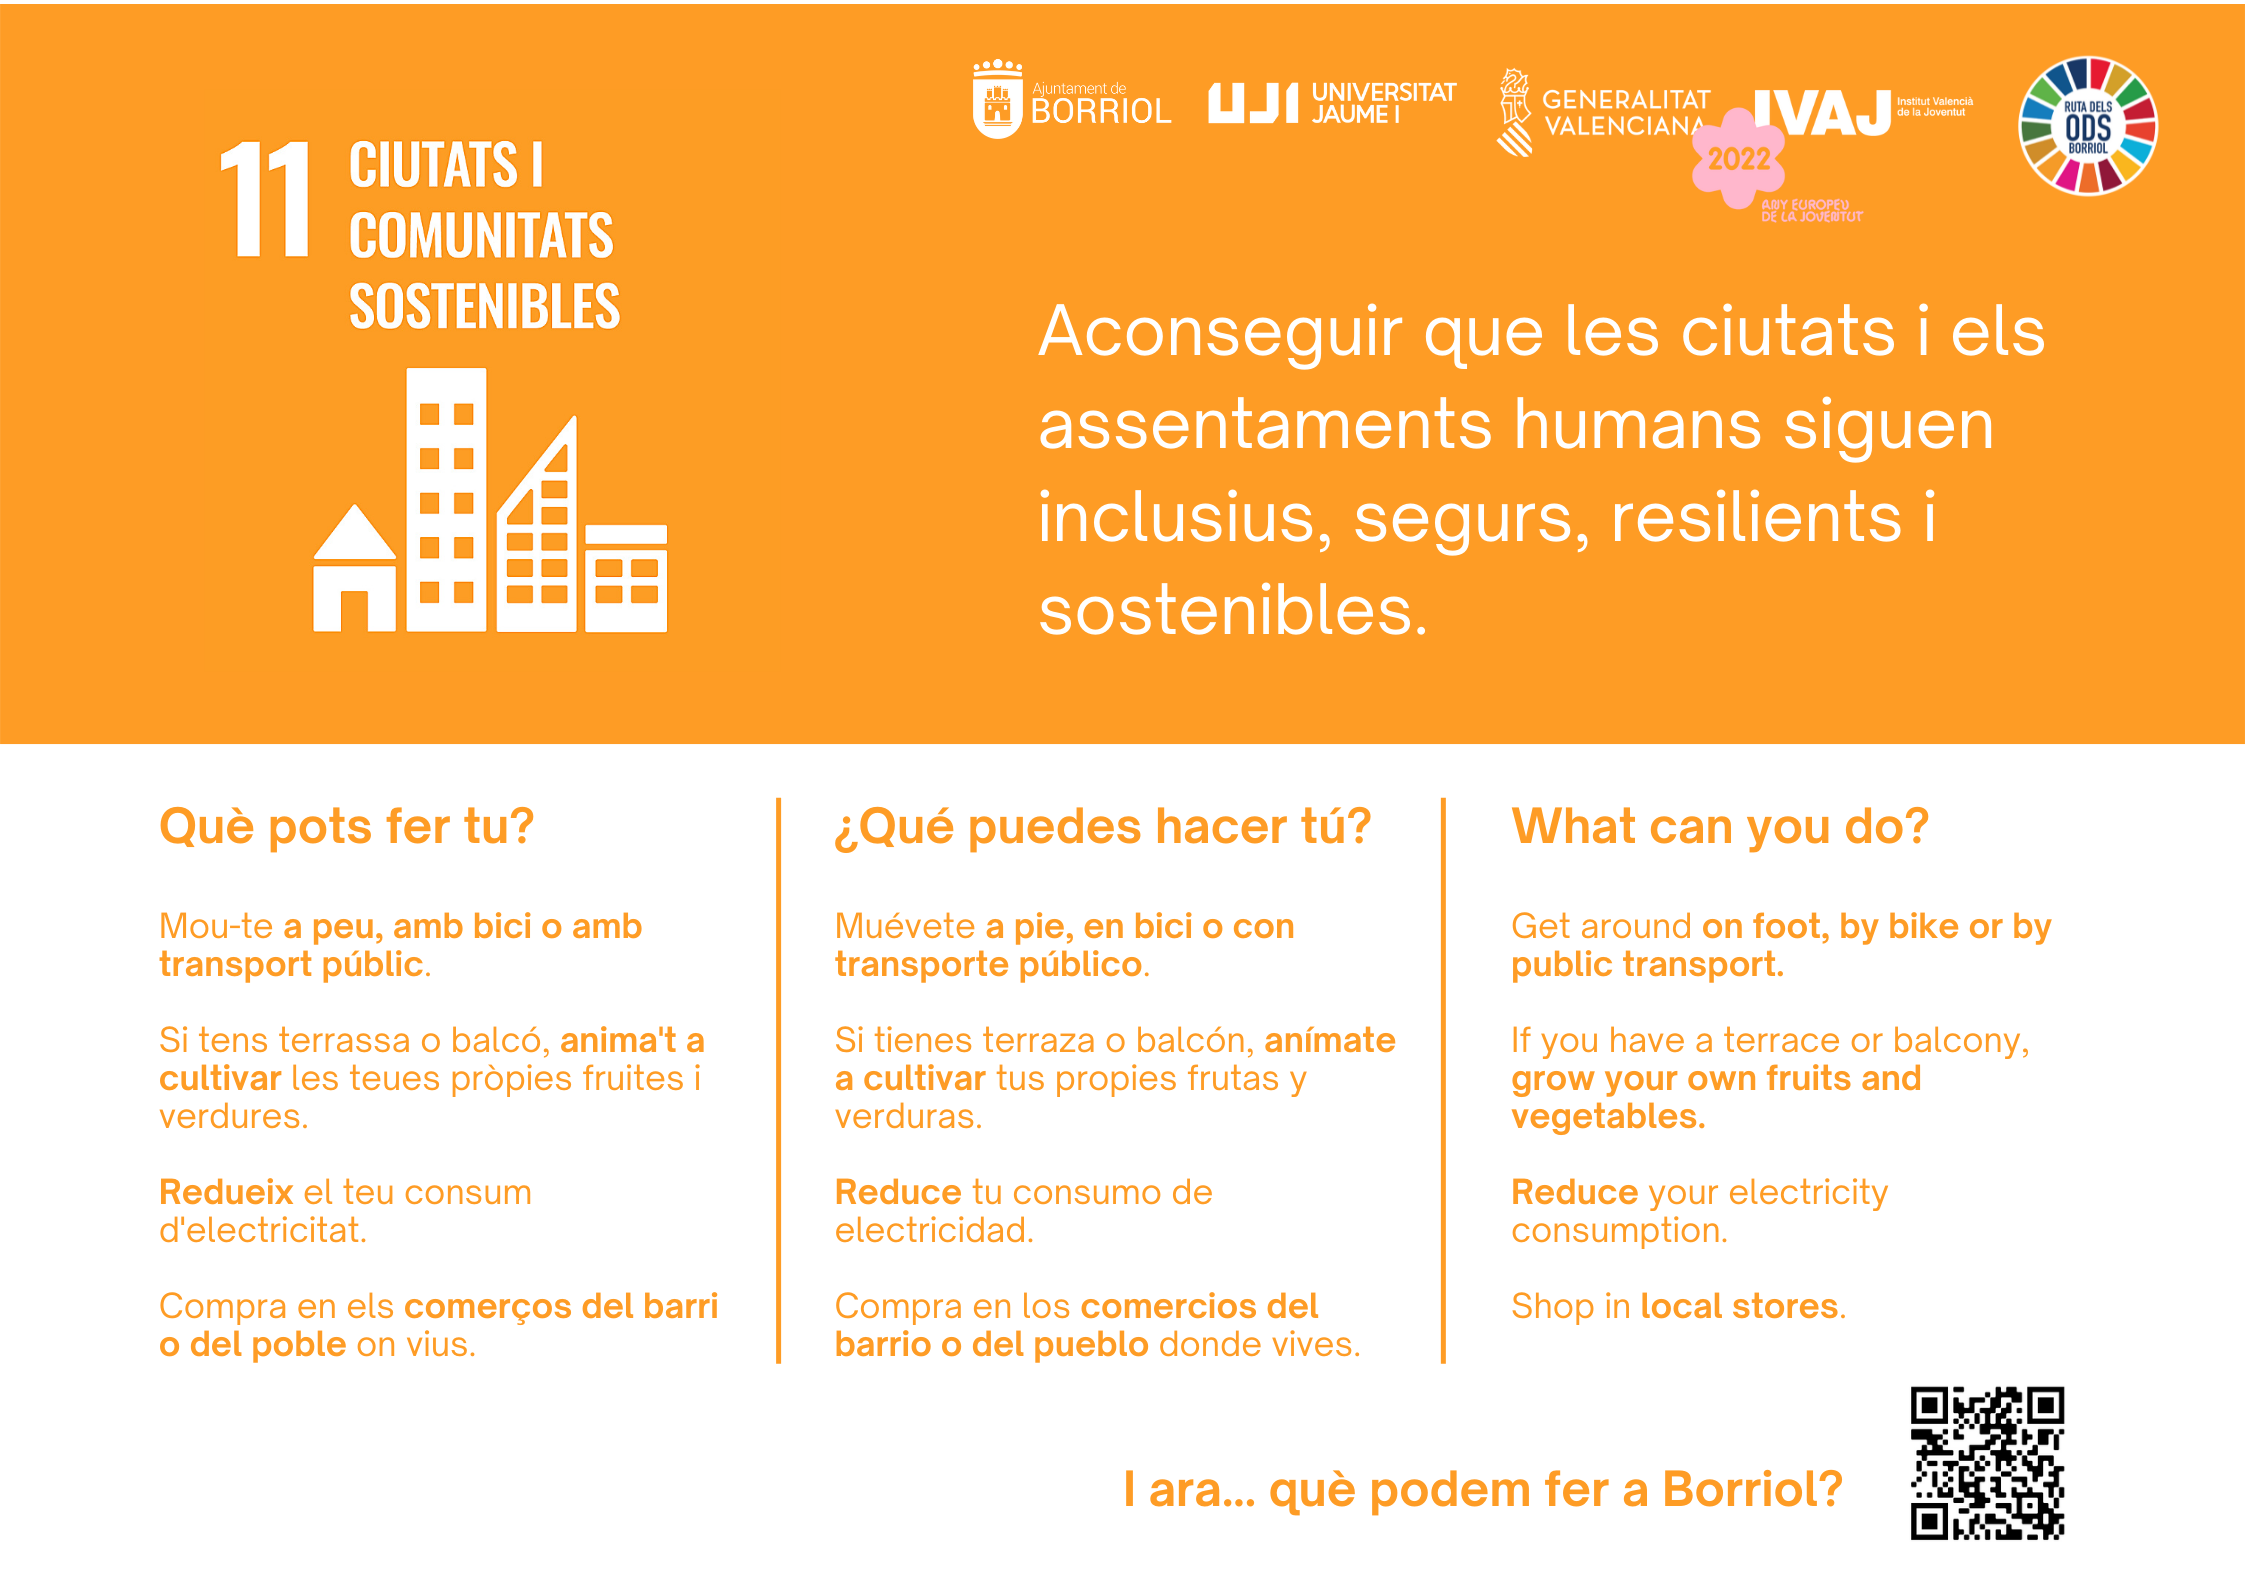 Ajuntament de
BORRIOL
UJI UNIVERSITAT
JAUME I
GENERALITAT
VALENCIANA
IVAJ Institut Valencià
de la Joventut
2022
ANY EUROPEU
DE LA JOVENTUT
RUTA DELS
ODS
BORRIOL
11 CIUTATS I
COMUNITATS
SOSTENIBLES
Aconseguir que les ciutats i els
assentaments humans siguen
inclusius, segurs, resilients i
sostenibles.
Què pots fer tu?
Mou-te a peu, amb bici o amb
transport públic.
Si tens terrassa o balcó, anima't a
cultivar les teues pròpies fruites i
verdures.
Redueix el teu consum
d'electricitat.
Compra en els comerços del barri
o del poble on vius.
¿Qué puedes hacer tú?
Muévete a pie, en bici o con
transporte público.
Si tienes terraza o balcón, anímate
a cultivar tus propies frutas y
verduras.
Reduce tu consumo de
electricidad.
Compra en los comercios del
barrio o del pueblo donde vives.
What can you do?
Get around on foot, by bike or by
public transport.
If you have a terrace or balcony,
grow your own fruits and
vegetables.
Reduce your electricity
consumption.
Shop in local stores.
I ara... què podem fer a Borriol?